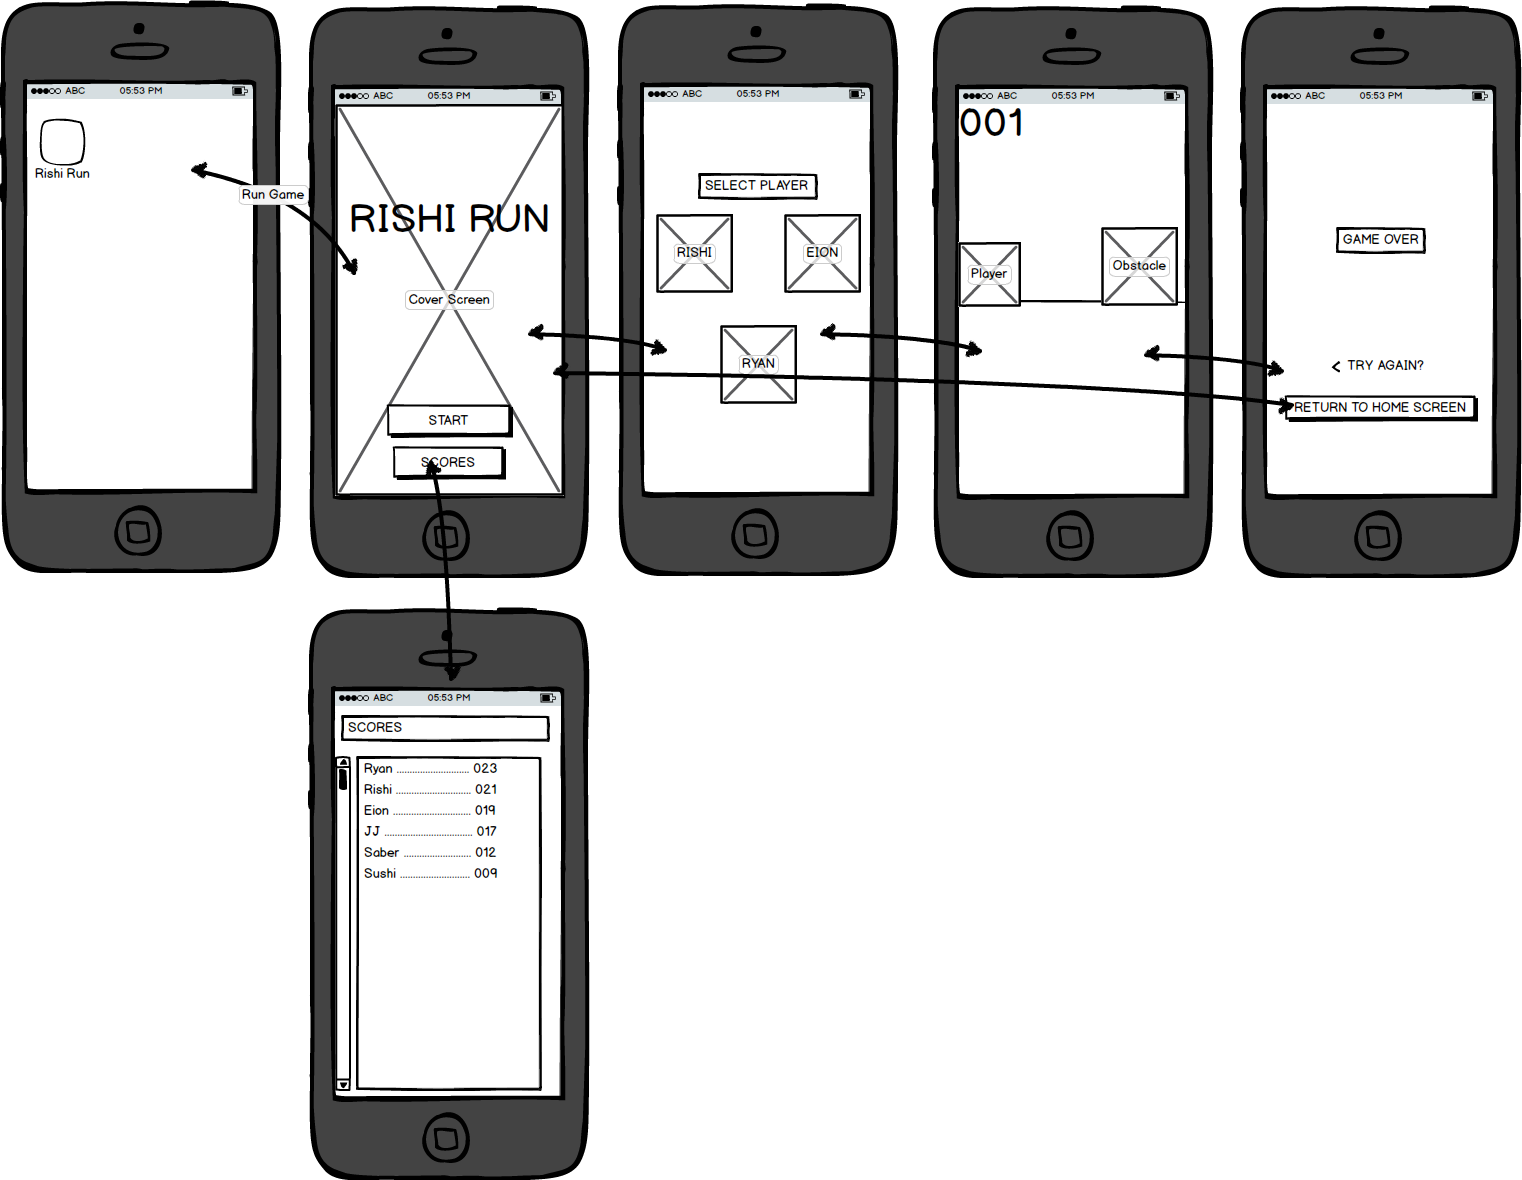 ABC 05:53 PM
Rishi Run
Run Game
ABC 05:53 PM
RISHI RUN
Cover Screen
START
SCORES
ABC 05:53 PM
SELECT PLAYER
RISHI
EION
RYAN
ABC 05:53 PM
001
Player
Obstacle
ABC 05:53 PM
GAME OVER
< TRY AGAIN?
RETURN TO HOME SCREEN
ABC 05:53 PM
SCORES
Ryan ............................. 023
Rishi .............................. 021
Eion ............................... 019
JJ ................................... 017
Saber ........................... 012
Sushi ............................ 009